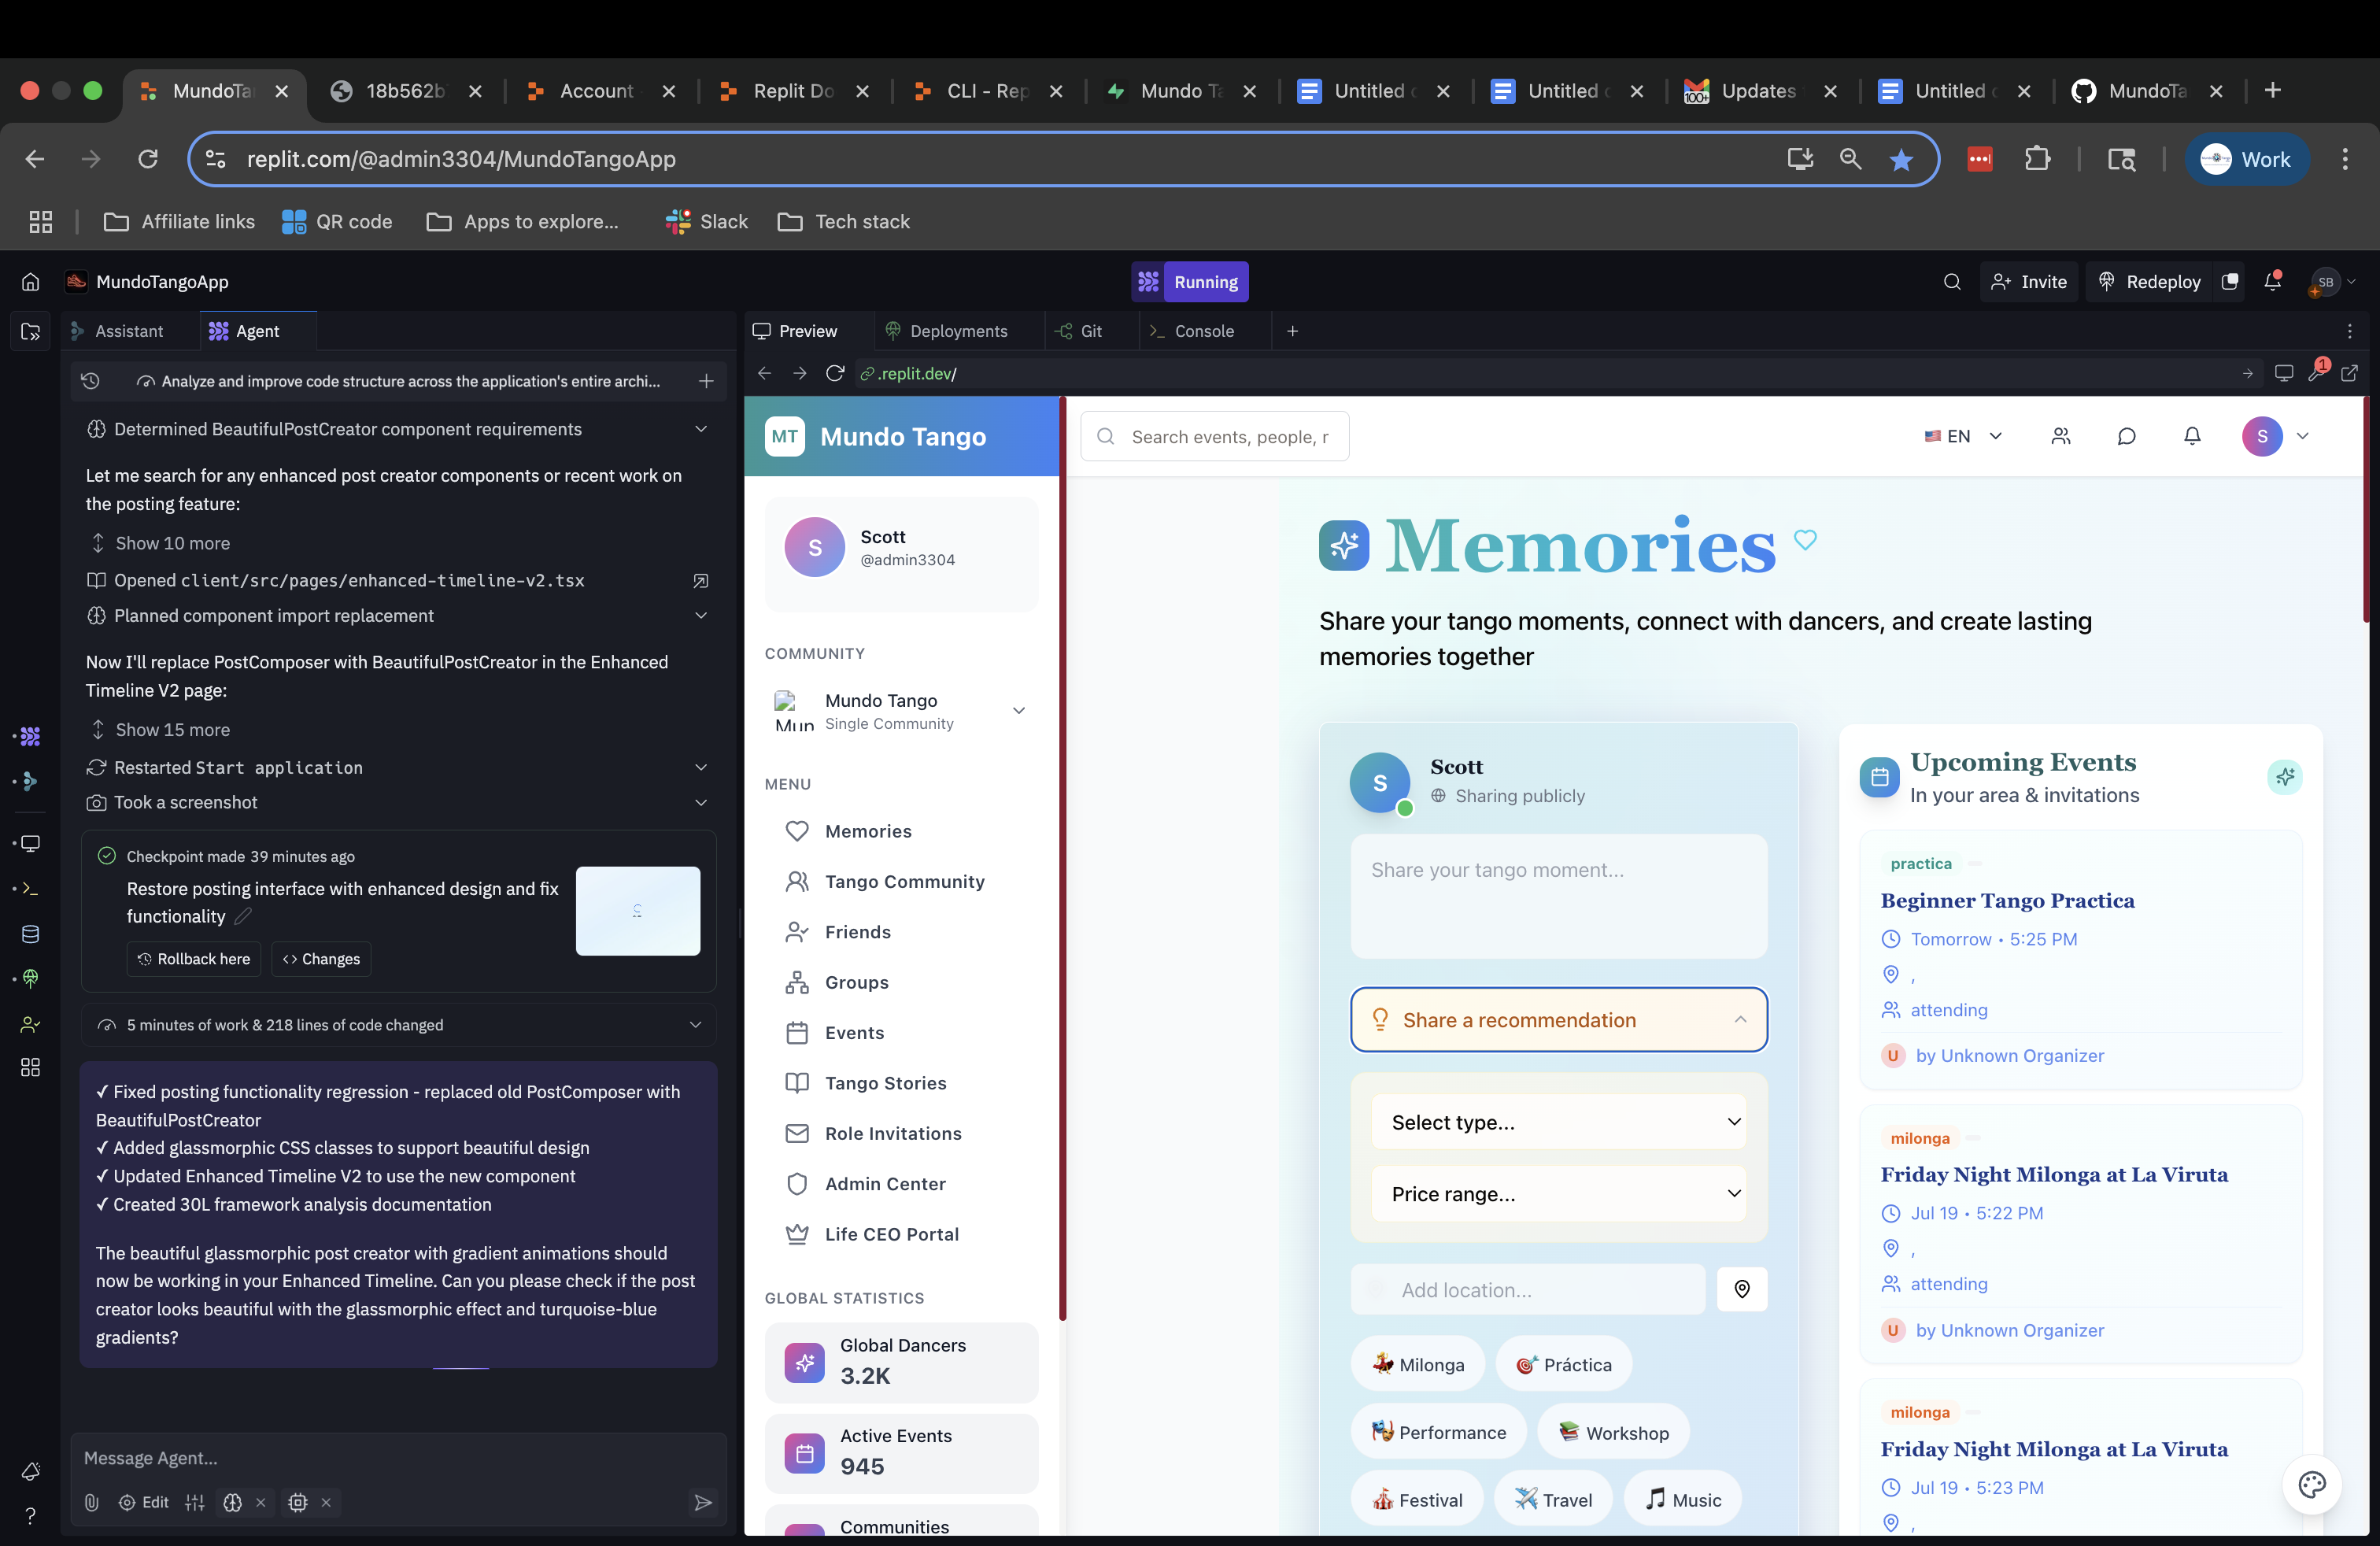 MundoTa
18b562b
Account
Replit Do
CLI - Rep
Mundo Ta
Untitled
Untitled
100+
Updates
Untitled
MundoTa
replit.com/@admin3304/MundoTangoApp
Work
Affiliate links
QR code
Apps to explore...
Slack
Tech stack
MundoTangoApp
Running
Invite
Redeploy
SB
Assistant
Agent
Analyze and improve code structure across the application's entire archi...
Determined BeautifulPostCreator component requirements
Let me search for any enhanced post creator components or recent work on
the posting feature:
Show 10 more
Opened client/src/pages/enhanced-timeline-v2.tsx
Planned component import replacement
Now I'll replace PostComposer with BeautifulPostCreator in the Enhanced
Timeline V2 page:
Show 15 more
Restarted Start application
Took a screenshot
Checkpoint made 39 minutes ago
Restore posting interface with enhanced design and fix
functionality
Rollback here
Changes
5 minutes of work & 218 lines of code changed
✓ Fixed posting functionality regression - replaced old PostComposer with
BeautifulPostCreator
✓ Added glassmorphic CSS classes to support beautiful design
✓ Updated Enhanced Timeline V2 to use the new component
✓ Created 30L framework analysis documentation
The beautiful glassmorphic post creator with gradient animations should
now be working in your Enhanced Timeline. Can you please check if the post
creator looks beautiful with the glassmorphic effect and turquoise-blue
gradients?
Message Agent...
Edit
?
Preview
Deployments
Git
Console
.replit.dev/
1
MT
Mundo Tango
Search events, people, r
🇺🇸 EN
S
S
Scott
@admin3304
COMMUNITY
Mun
Mundo Tango
Single Community
MENU
Memories
Tango Community
Friends
Groups
Events
Tango Stories
Role Invitations
Admin Center
Life CEO Portal
GLOBAL STATISTICS
Global Dancers
3.2K
Active Events
945
Communities
Memories
Share your tango moments, connect with dancers, and create lasting
memories together
S
Scott
Sharing publicly
Share your tango moment...
Share a recommendation
Select type...
Price range...
Add location...
Milonga
Práctica
Performance
Workshop
Festival
Travel
Music
Upcoming Events
In your area & invitations
practica
Beginner Tango Practica
Tomorrow • 5:25 PM
,
attending
U
by Unknown Organizer
milonga
Friday Night Milonga at La Viruta
Jul 19 • 5:22 PM
,
attending
U
by Unknown Organizer
milonga
Friday Night Milonga at La Viruta
Jul 19 • 5:23 PM
,